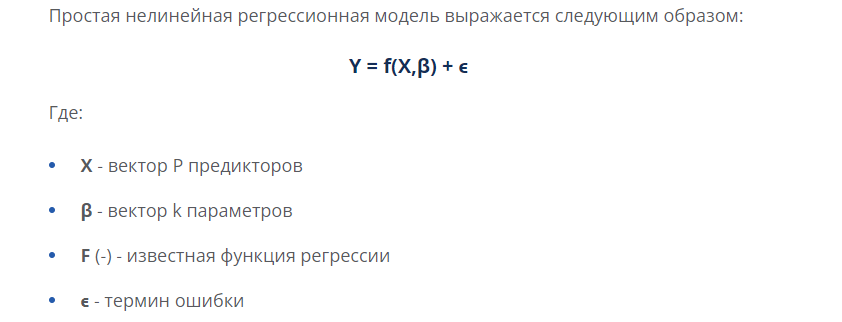 Простая нелинейная регрессионная модель выражается следующим образом:
Y = f(X,β) + ϵ
Где:
• X - вектор P предикторов
• β - вектор k параметров
• F (-) - известная функция регрессии
• ϵ - термин ошибки